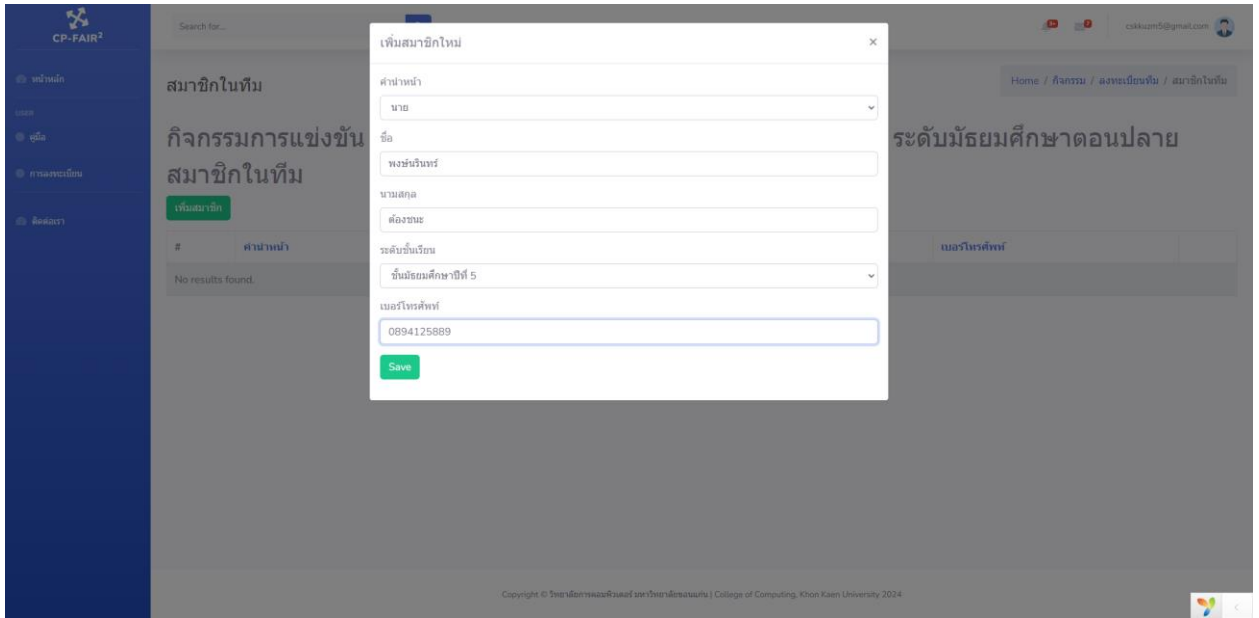 CP-FAIR²
Search for...
cskkuam5@gmail.com
หน้าหลัก
USER
คู่มือ
การลงทะเบียน
ติดต่อเรา
สมาชิกในทีม
Home / กิจกรรม / ลงทะเบียนทีม / สมาชิกในทีม
กิจกรรมการแข่งขัน ระดับมัธยมศึกษาตอนปลาย
สมาชิกในทีม
เพิ่มสมาชิก
# คำนำหน้า เบอร์โทรศัพท์
No results found.
เพิ่มสมาชิกใหม่ ×
คำนำหน้า
นาย
ชื่อ
พงษ์นรินทร์
นามสกุล
ต้องชนะ
ระดับชั้นเรียน
ชั้นมัธยมศึกษาปีที่ 5
เบอร์โทรศัพท์
0894125889
Save
Copyright © วิทยาลัยการคอมพิวเตอร์ มหาวิทยาลัยขอนแก่น | College of Computing, Khon Kaen University 2024